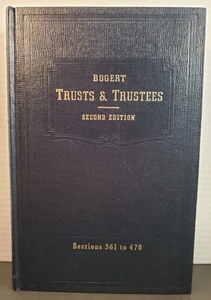 BOGERT
TRUSTS & TRUSTEES
SECOND EDITION
Sections 361 to 470